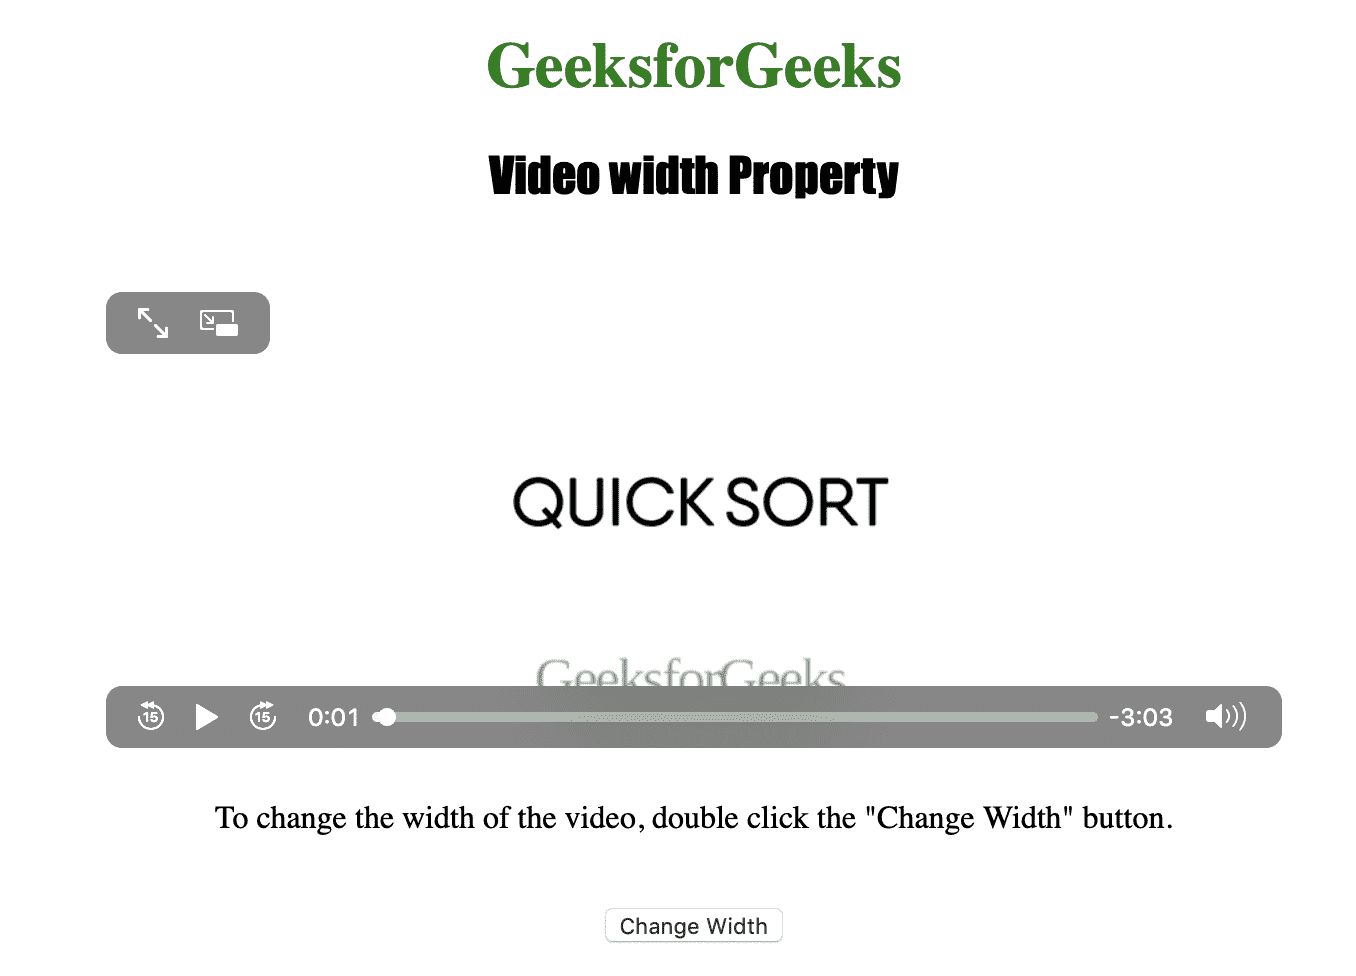 GeeksforGeeks
Video width Property
QUICK SORT
GeeksforGeeks
15 15 0:01 -3:03
To change the width of the video, double click the "Change Width" button.
Change Width